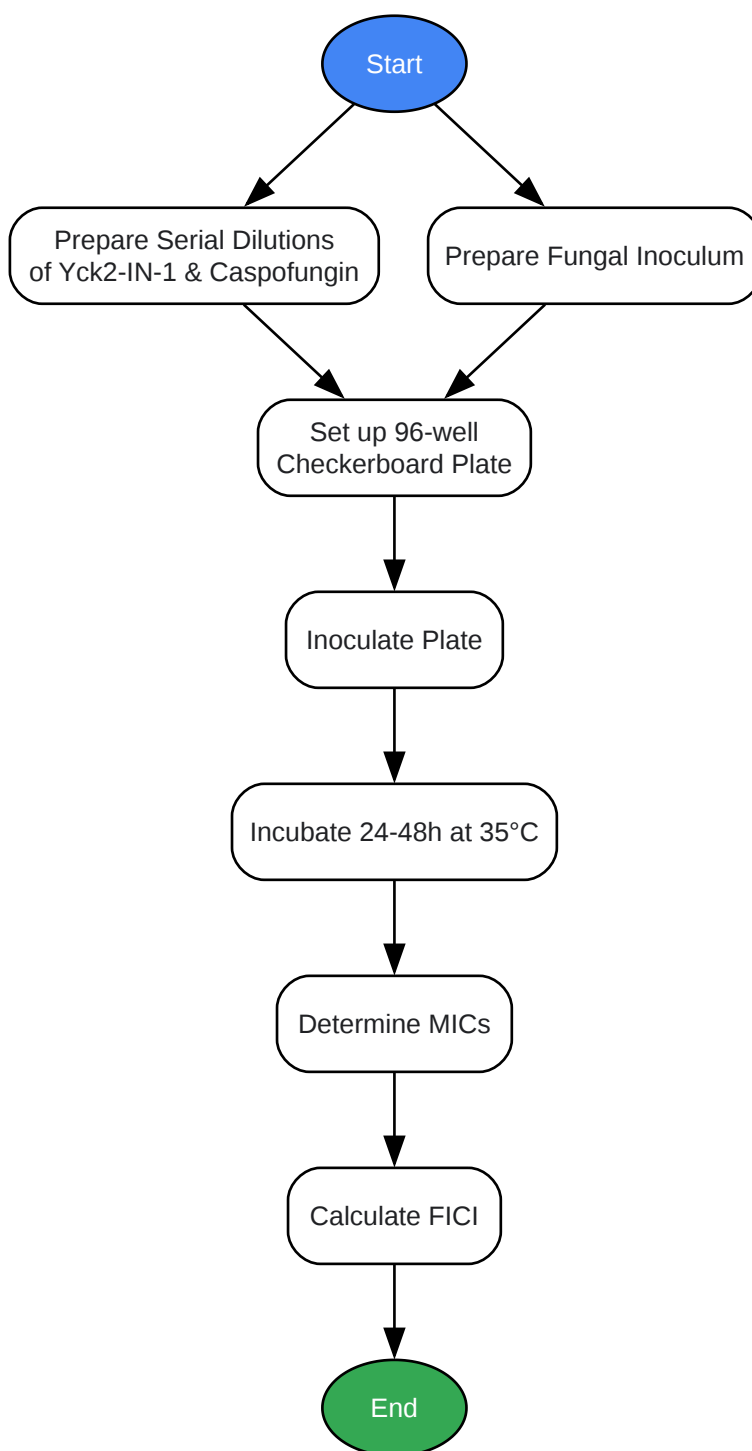 Start
Prepare Serial Dilutions
of Yck2-IN-1 & Caspofungin
Prepare Fungal Inoculum
Set up 96-well
Checkerboard Plate
Inoculate Plate
Incubate 24-48h at 35°C
Determine MICs
Calculate FICI
End